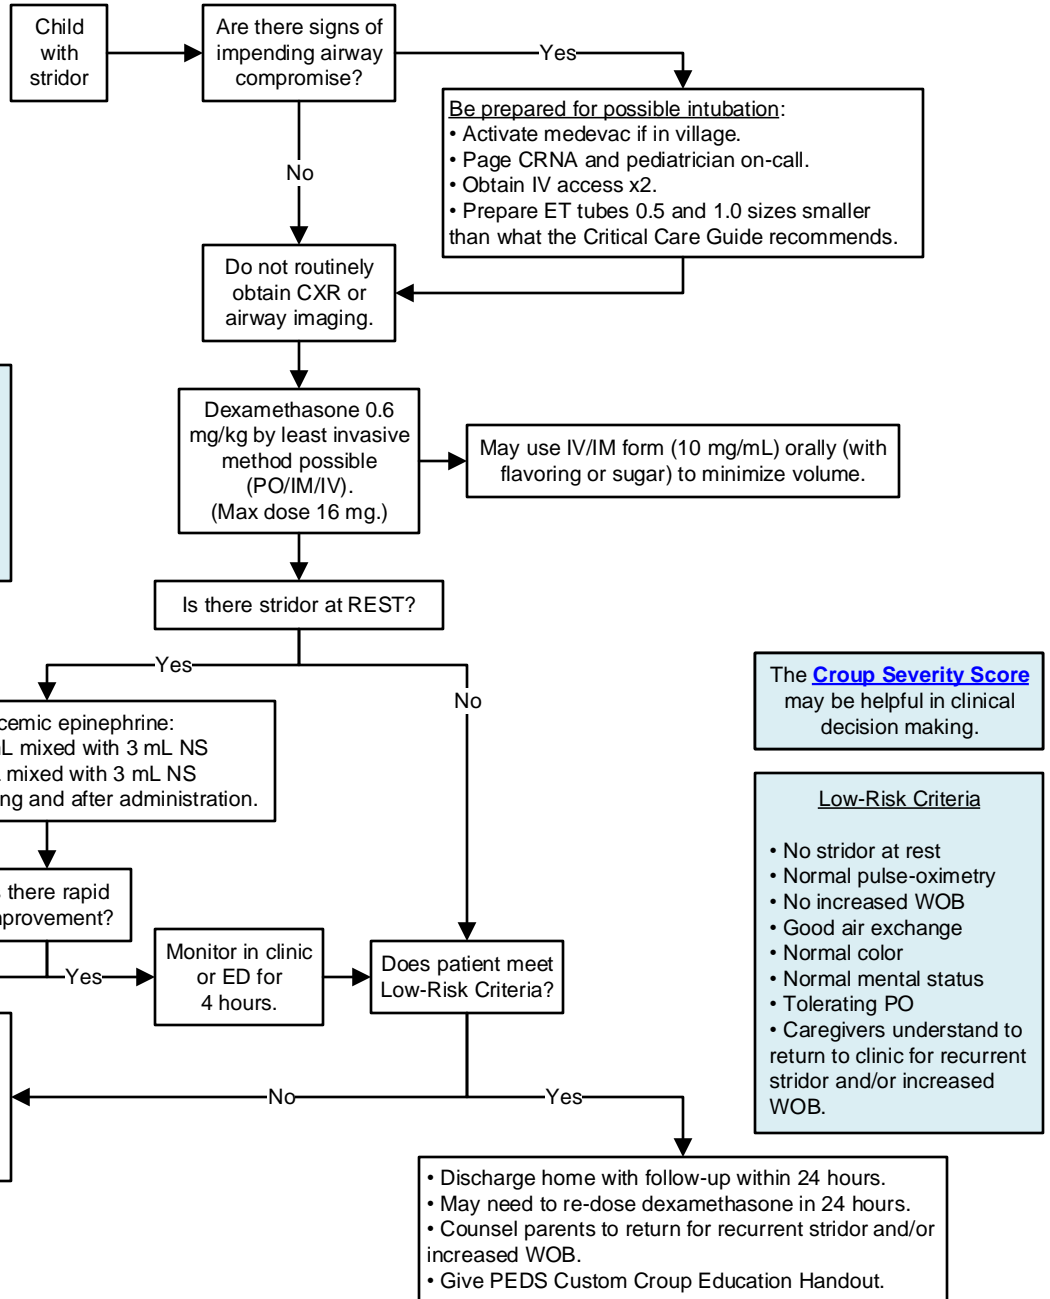 Child
with
stridor
Are there signs of
impending airway
compromise?
Yes
Be prepared for possible intubation:
• Activate medevac if in village.
• Page CRNA and pediatrician on-call.
• Obtain IV access x2.
• Prepare ET tubes 0.5 and 1.0 sizes smaller
than what the Critical Care Guide recommends.
No
Do not routinely
obtain CXR or
airway imaging.
Dexamethasone 0.6
mg/kg by least invasive
method possible
(PO/IM/IV).
(Max dose 16 mg.)
May use IV/IM form (10 mg/mL) orally (with
flavoring or sugar) to minimize volume.
Is there stridor at REST?
Yes
No
epinephrine:
mixed with 3 mL NS
mixed with 3 mL NS
and after administration.
there rapid
Yes
Monitor in clinic
or ED for
4 hours.
Does patient meet
Low-Risk Criteria?
No
Yes
• Discharge home with follow-up within 24 hours.
• May need to re-dose dexamethasone in 24 hours.
• Counsel parents to return for recurrent stridor and/or
increased WOB.
• Give PEDS Custom Croup Education Handout.
The Croup Severity Score
may be helpful in clinical
decision making.
Low-Risk Criteria
• No stridor at rest
• Normal pulse-oximetry
• No increased WOB
• Good air exchange
• Normal color
• Normal mental status
• Tolerating PO
• Caregivers understand to
return to clinic for recurrent
stridor and/or increased
WOB.